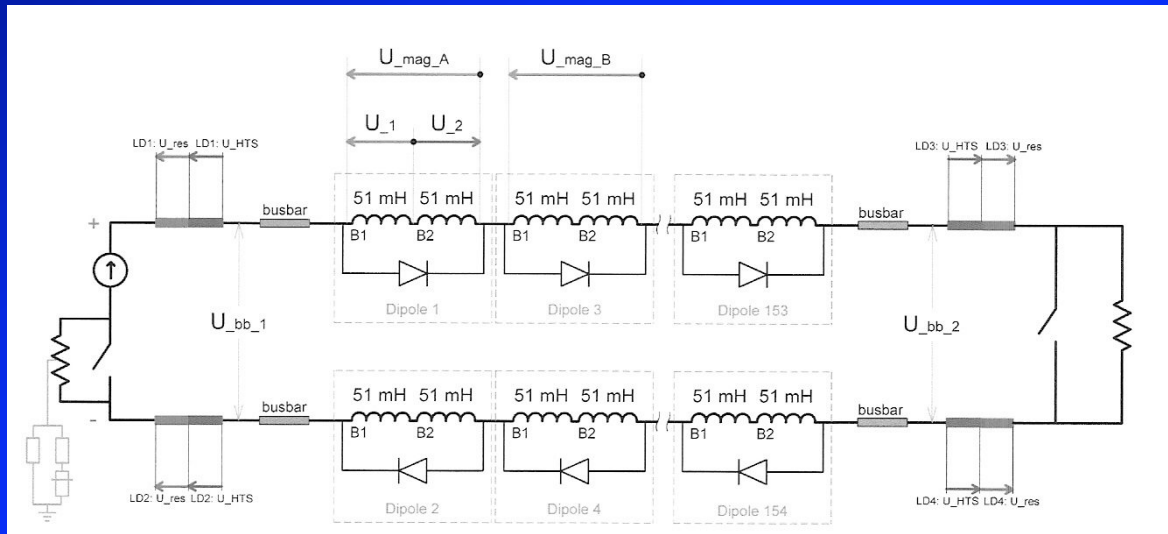 U_mag_A U_mag_B
U_1 U_2
LD1: U_res LD1: U_HTS LD3: U_HTS LD3: U_res
51 mH 51 mH 51 mH 51 mH 51 mH 51 mH
busbar busbar
+
B1 B2 B1 B2 B1 B2
Dipole 1 Dipole 3 Dipole 153
U_bb_1 U_bb_2
51 mH 51 mH 51 mH 51 mH 51 mH 51 mH
busbar busbar
-
B1 B2 B1 B2 B1 B2
LD2: U_res LD2: U_HTS LD4: U_HTS LD4: U_res
Dipole 2 Dipole 4 Dipole 154